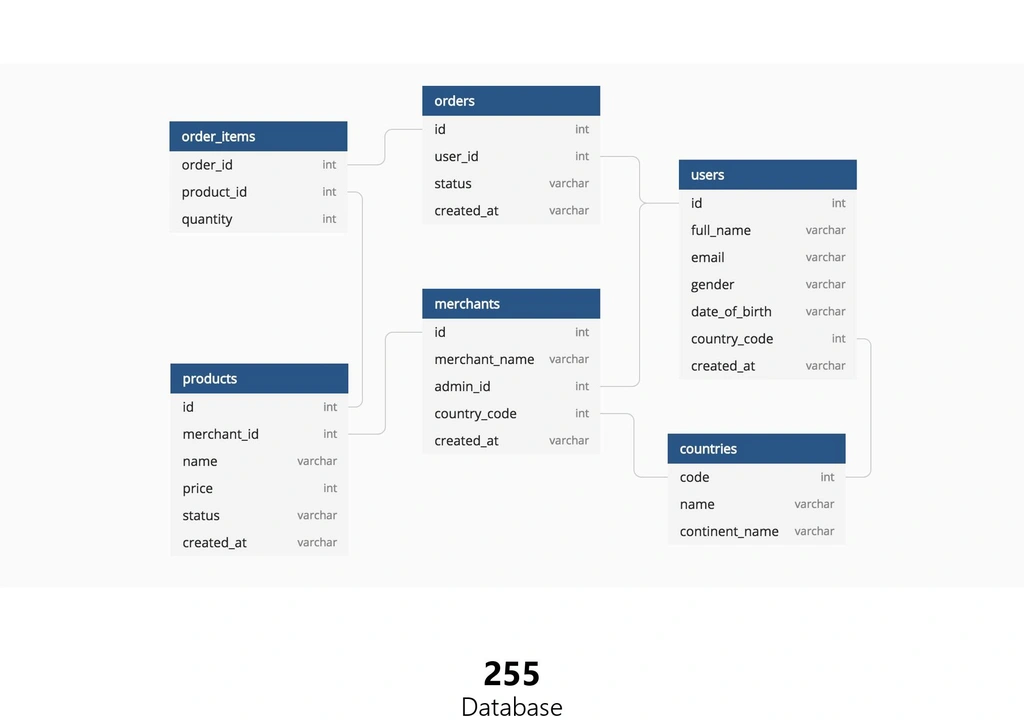 orders
id int
user_id int
status varchar
created_at varchar
order_items
order_id int
product_id int
quantity int
users
id int
full_name varchar
email varchar
gender varchar
date_of_birth varchar
country_code int
created_at varchar
merchants
id int
merchant_name varchar
admin_id int
country_code int
created_at varchar
products
id int
merchant_id int
name varchar
price int
status varchar
created_at varchar
countries
code int
name varchar
continent_name varchar
255
Database